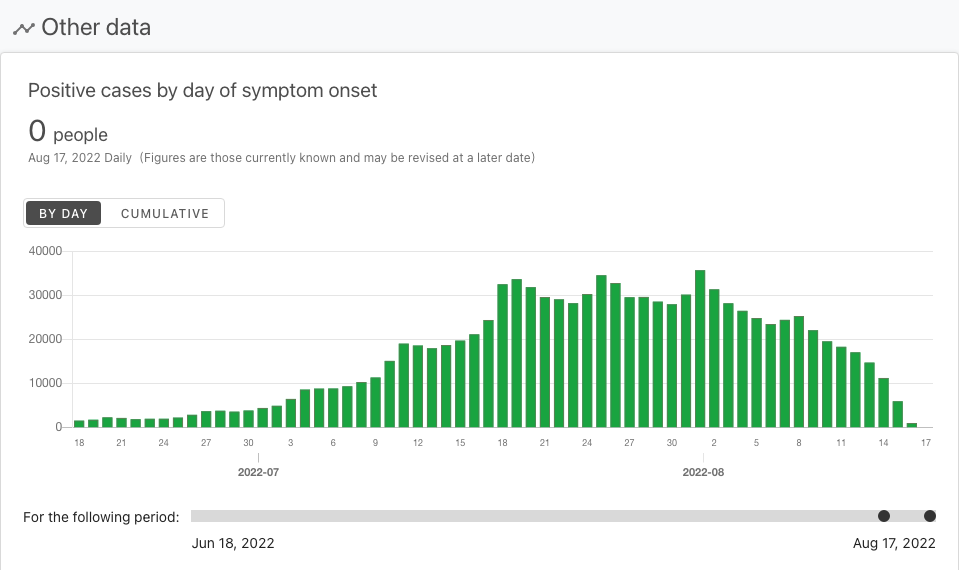 Other data
Positive cases by day of symptom onset
0 people
Aug 17, 2022 Daily (Figures are those currently known and may be revised at a later date)
BY DAY CUMULATIVE
40000
30000
20000
10000
0
18 21 24 27 30 3 6 9 12 15 18 21 24 27 30 2 5 8 11 14 17
2022-07 2022-08
For the following period:
Jun 18, 2022 Aug 17, 2022